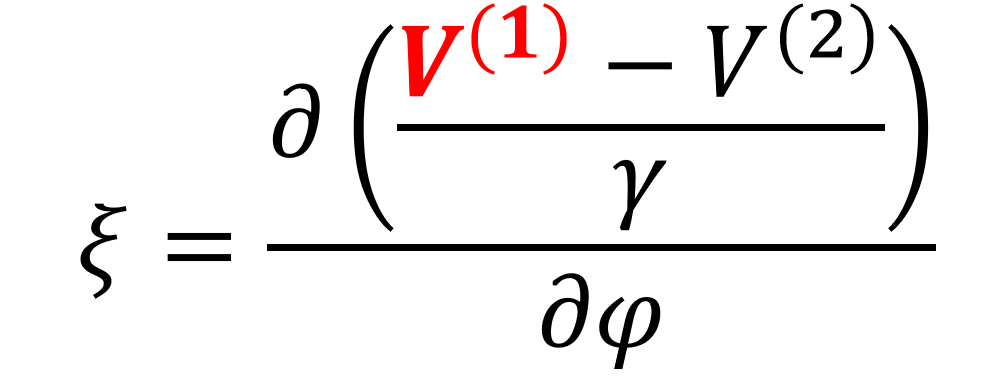 ξ = ∂((V^(1) − V^(2))/γ)/∂φ